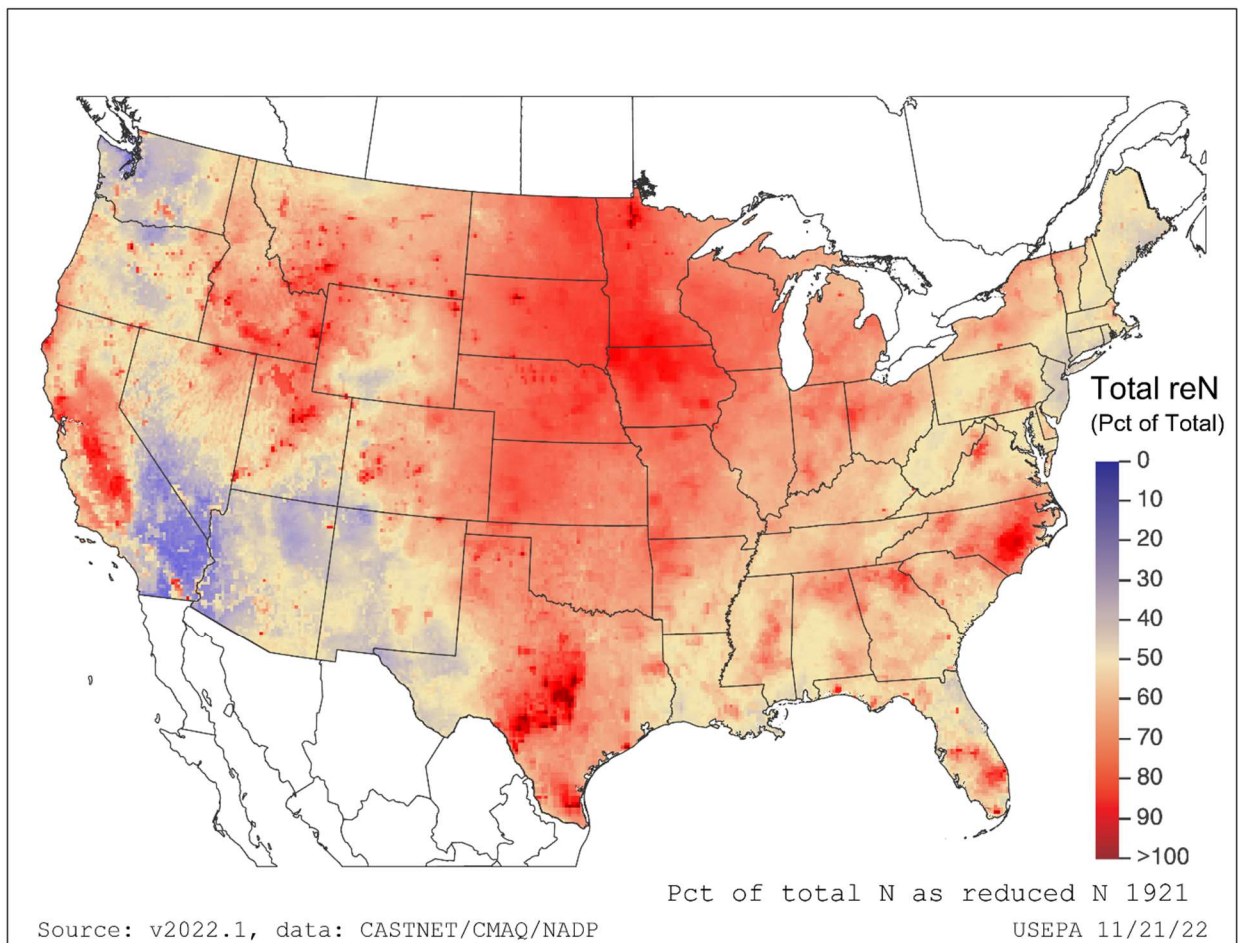 Total reN
(Pct of Total)
0
10
20
30
40
50
60
70
80
90
>100
Pct of total N as reduced N 1921
Source: v2022.1, data: CASTNET/CMAQ/NADP
USEPA 11/21/22